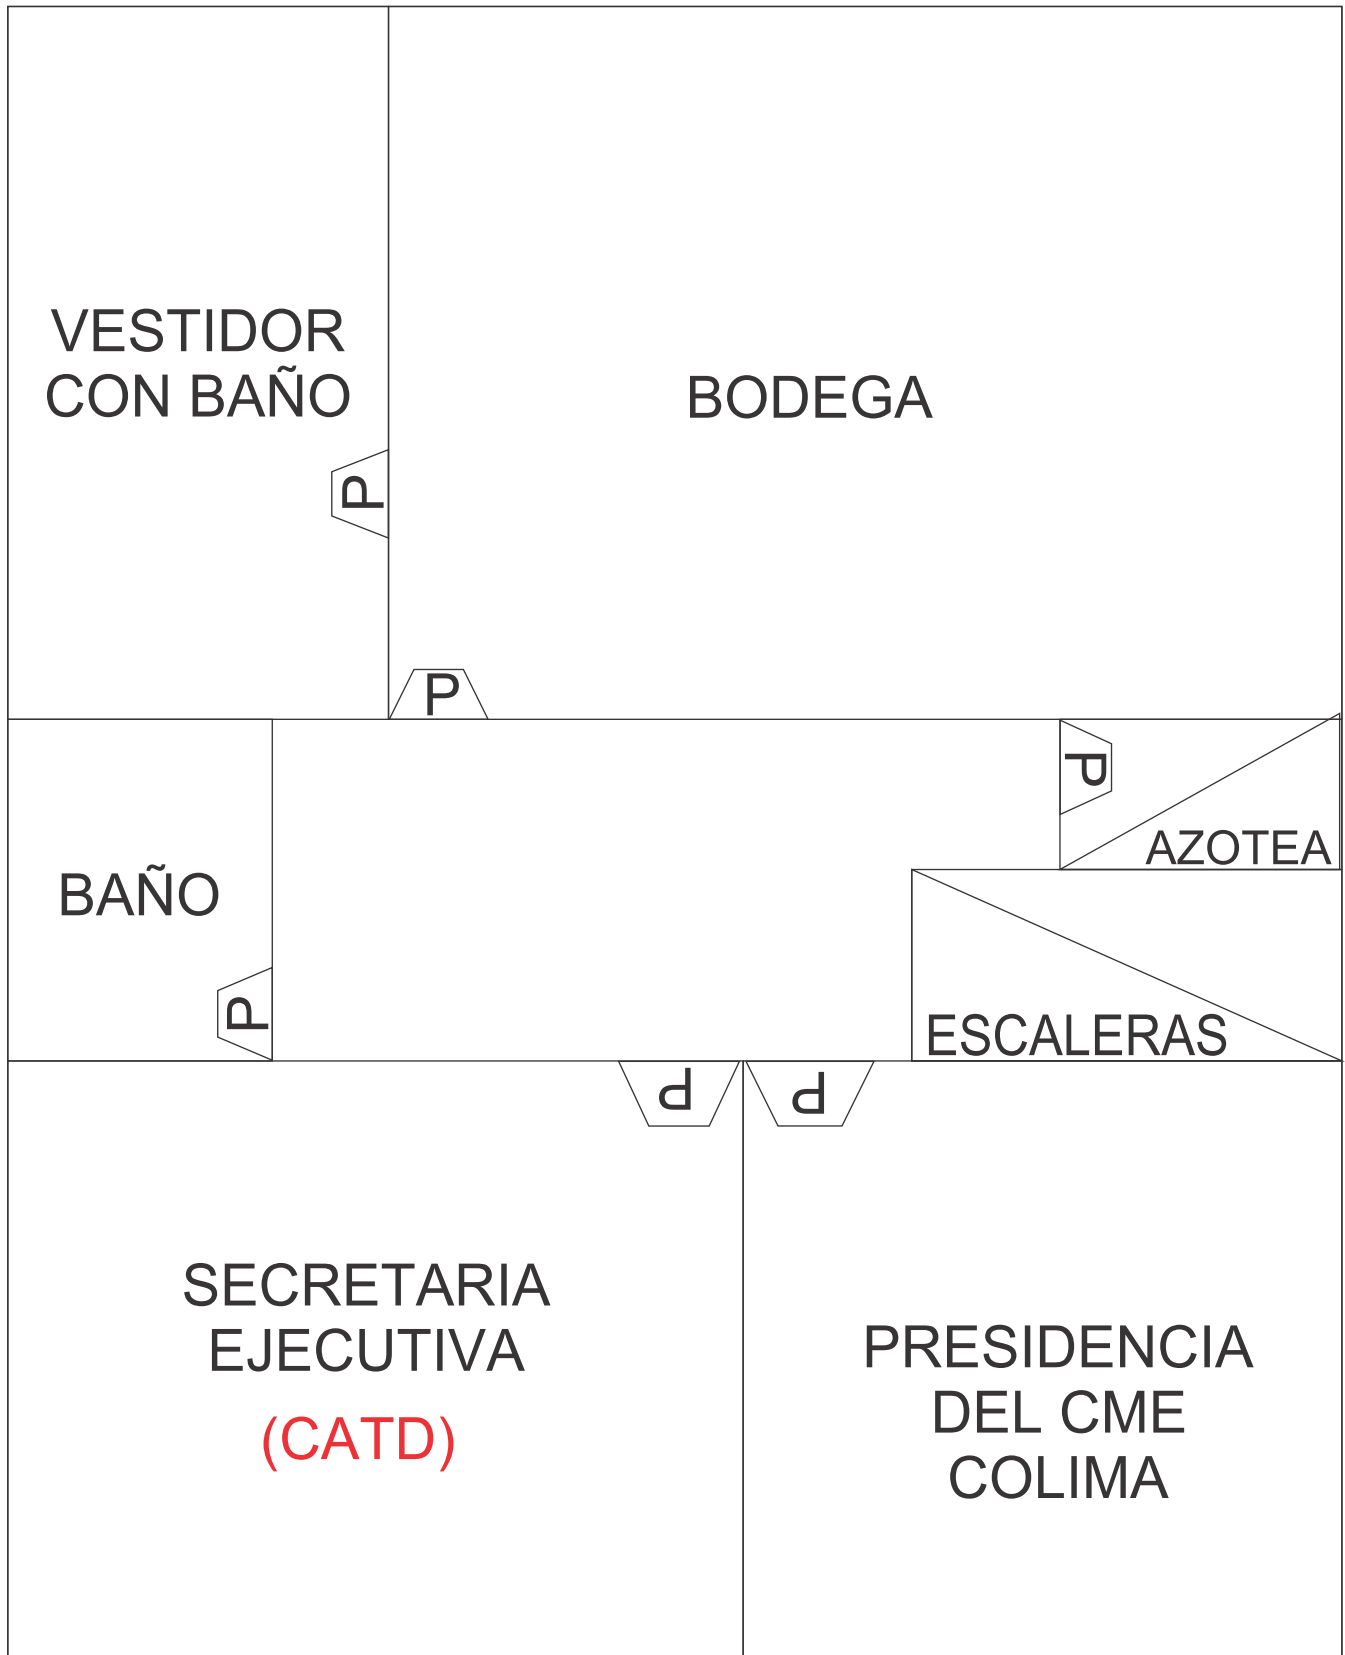 VESTIDOR
CON BAÑO
BODEGA
P
P
P
AZOTEA
BAÑO
P
ESCALERAS
P
P
SECRETARIA
EJECUTIVA
(CATD)
PRESIDENCIA
DEL CME
COLIMA